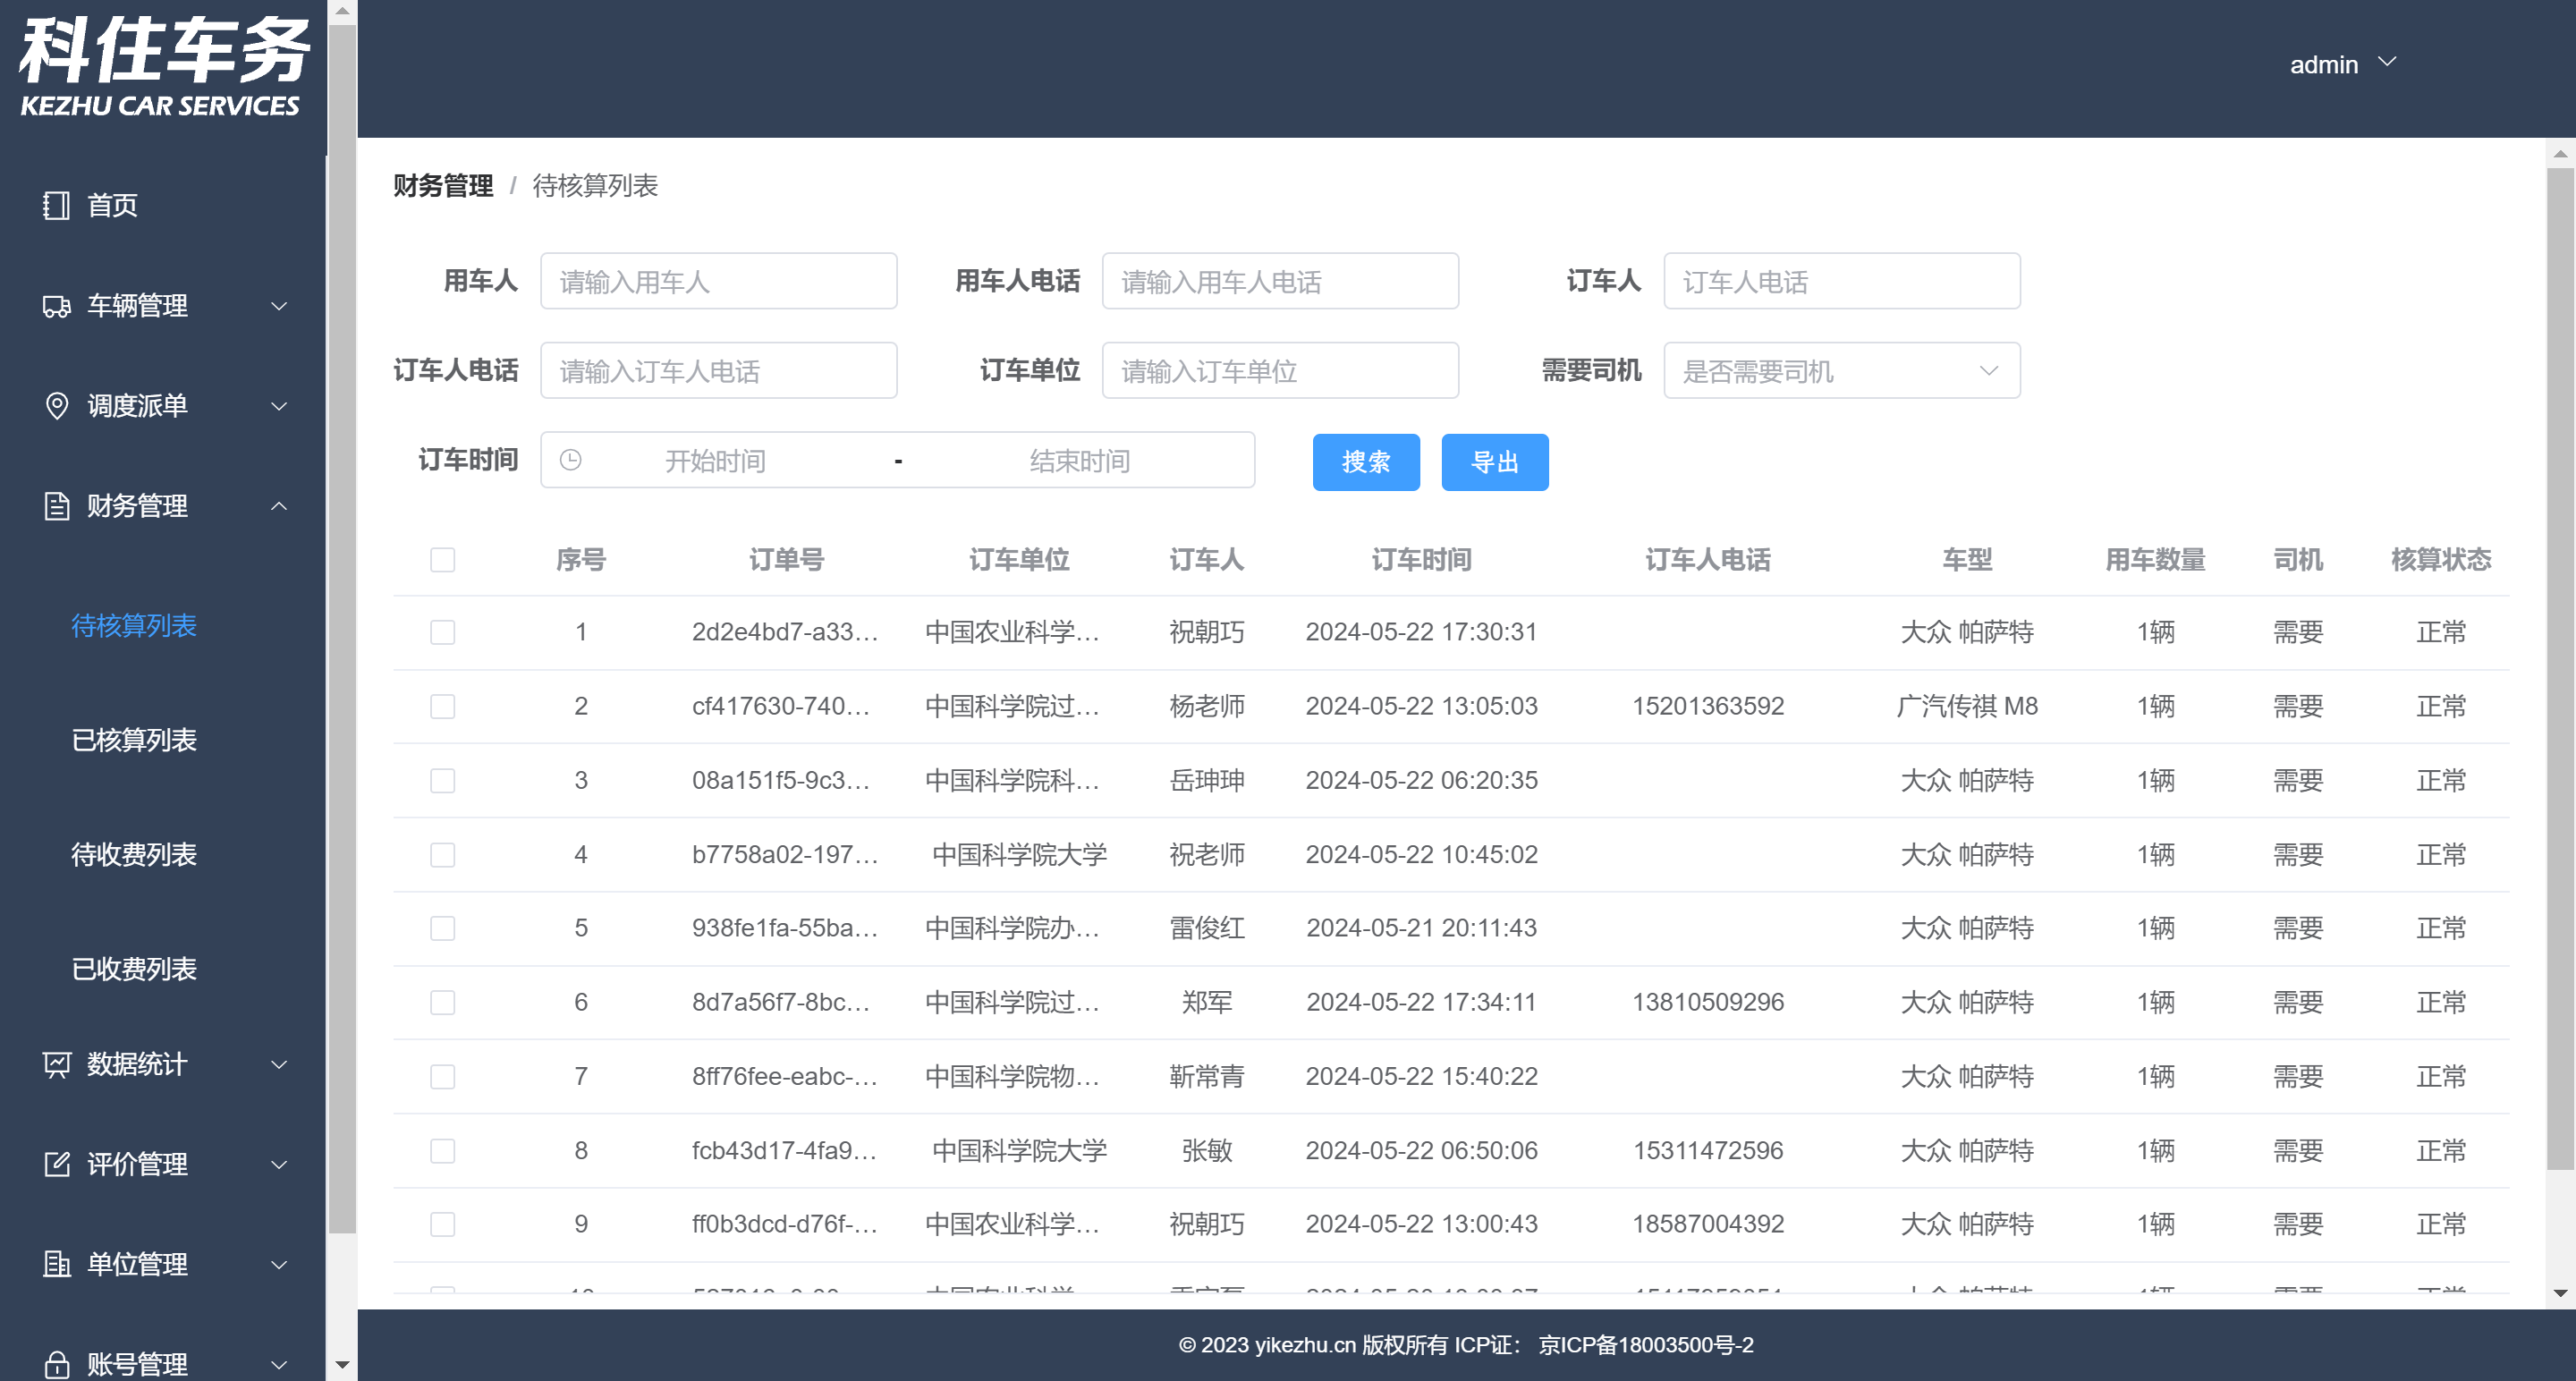 科住车务
KEZHU CAR SERVICES
admin
首页
车辆管理
调度派单
财务管理
待核算列表
已核算列表
待收费列表
已收费列表
数据统计
评价管理
单位管理
账号管理
财务管理 / 待核算列表
用车人 请输入用车人 用车人电话 请输入用车人电话 订车人 订车人电话
订车人电话 请输入订车人电话 订车单位 请输入订车单位 需要司机 是否需要司机
订车时间 开始时间 - 结束时间 搜索 导出
序号 订单号 订车单位 订车人 订车时间 订车人电话 车型 用车数量 司机 核算状态
1 2d2e4bd7-a33... 中国农业科学... 祝朝巧 2024-05-22 17:30:31 大众 帕萨特 1辆 需要 正常
2 cf417630-740... 中国科学院过... 杨老师 2024-05-22 13:05:03 15201363592 广汽传祺 M8 1辆 需要 正常
3 08a151f5-9c3... 中国科学院科... 岳珅珅 2024-05-22 06:20:35 大众 帕萨特 1辆 需要 正常
4 b7758a02-197... 中国科学院大学 祝老师 2024-05-22 10:45:02 大众 帕萨特 1辆 需要 正常
5 938fe1fa-55ba... 中国科学院办... 雷俊红 2024-05-21 20:11:43 大众 帕萨特 1辆 需要 正常
6 8d7a56f7-8bc... 中国科学院过... 郑军 2024-05-22 17:34:11 13810509296 大众 帕萨特 1辆 需要 正常
7 8ff76fee-eabc-... 中国科学院物... 靳常青 2024-05-22 15:40:22 大众 帕萨特 1辆 需要 正常
8 fcb43d17-4fa9... 中国科学院大学 张敏 2024-05-22 06:50:06 15311472596 大众 帕萨特 1辆 需要 正常
9 ff0b3dcd-d76f-... 中国农业科学... 祝朝巧 2024-05-22 13:00:43 18587004392 大众 帕萨特 1辆 需要 正常
© 2023 yikezhu.cn 版权所有 ICP证： 京ICP备18003500号-2